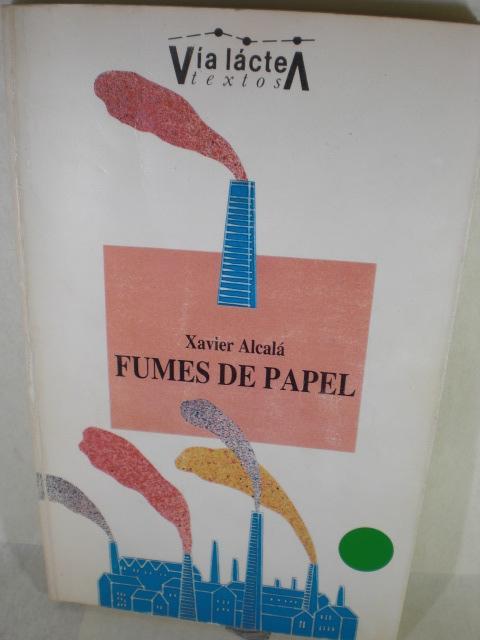 Vía lácteA
textos
Xavier Alcalá
FUMES DE PAPEL